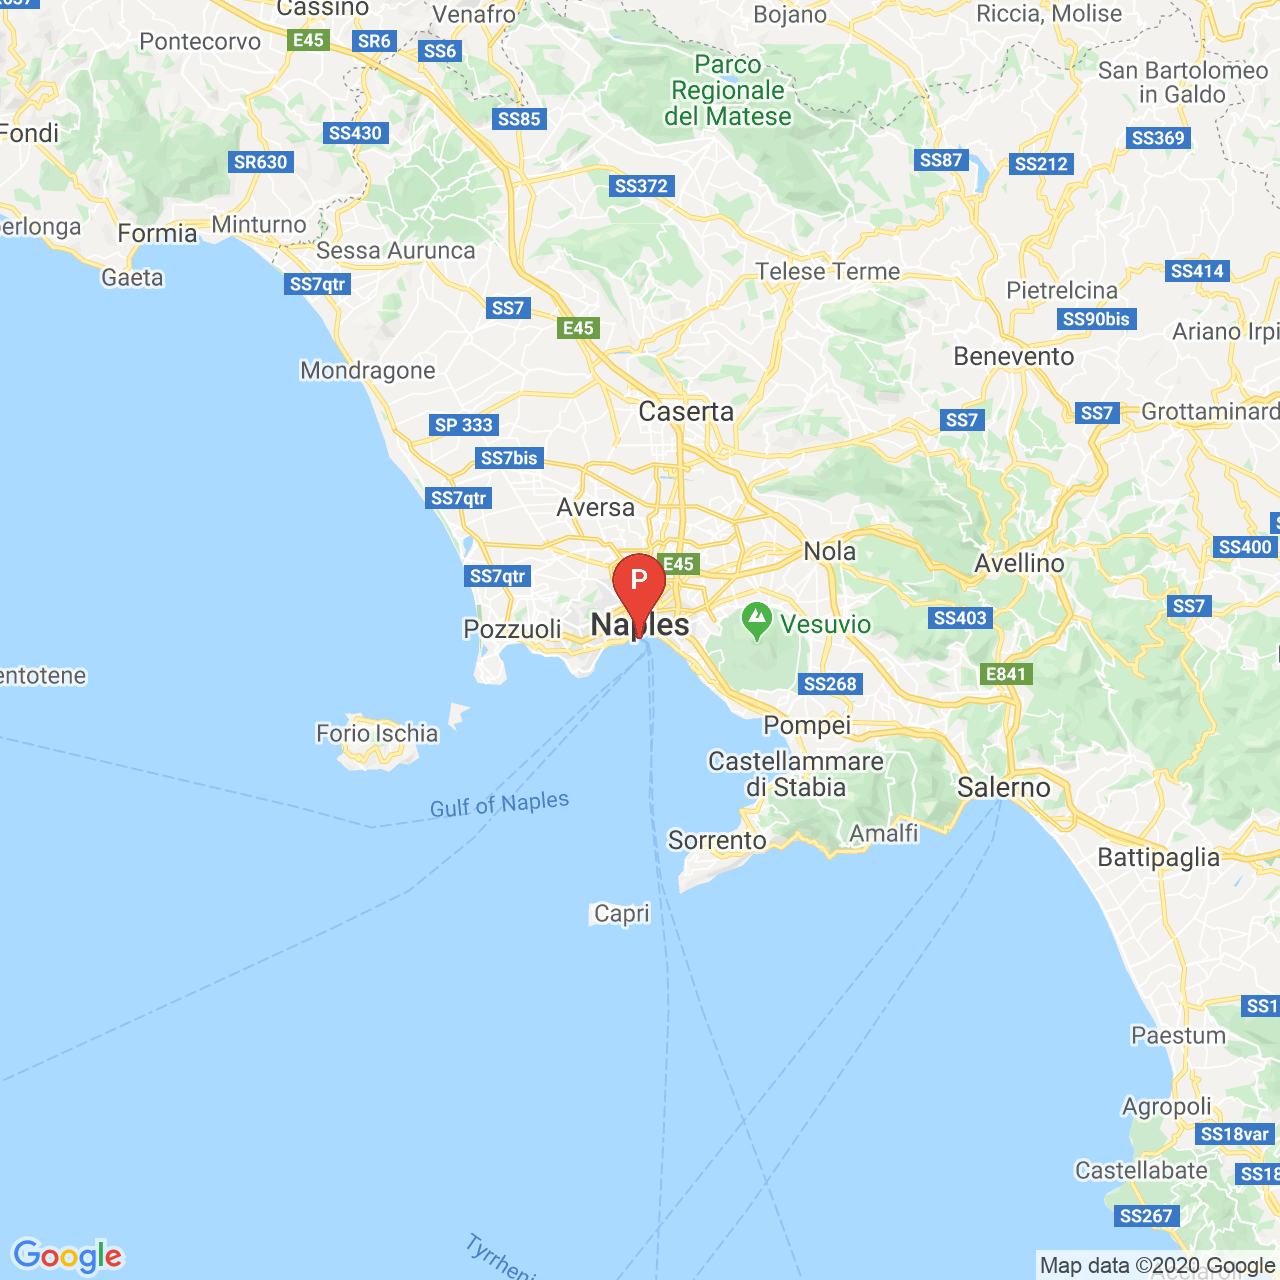 Cassino
Venafro
Bojano
Riccia, Molise
Pontecorvo
E45
SR6
SS6
Parco
Regionale
del Matese
San Bartolomeo
in Galdo
Fondi
SS430
SS85
SS369
SR630
SS87
SS212
SS372
Formia
Minturno
Sessa Aurunca
Gaeta
SS7qtr
Telese Terme
SS414
Pietrelcina
SS7
E45
SS90bis
Ariano Irpi
Mondragone
Benevento
Caserta
SP 333
SS7
SS7
Grottaminard
SS7bis
SS7qtr
Aversa
Nola
SS400
Avellino
SS7qtr
E45
P
SS7
Pozzuoli
Naples
Vesuvio
SS403
entotene
E841
SS268
Forio Ischia
Pompei
Castellammare
di Stabia
Salerno
Gulf of Naples
Sorrento
Amalfi
Battipaglia
Capri
SS1
Paestum
Agropoli
SS18var
Castellabate
SS18
SS267
Tyrrheni
Google
Map data ©2020 Google